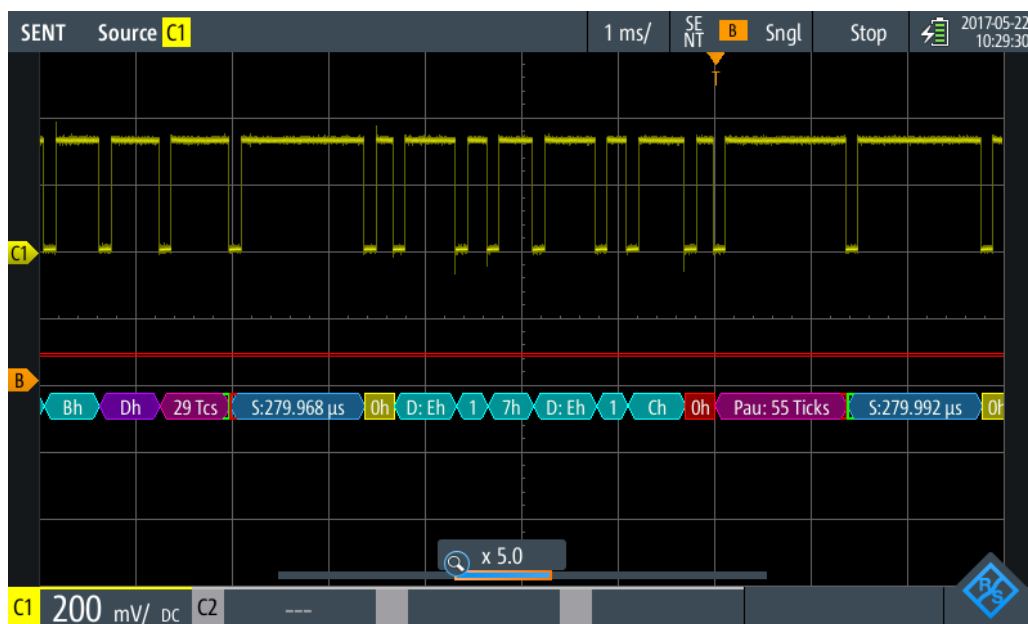 SENT Source C1 1 ms/ SE NT B Sngl Stop 2017-05-22
10:29:30
T
C1
B
Bh Dh 29 Tcs S:279.968 µs 0h D: Eh 1 7h D: Eh 1 Ch 0h Pau: 55 Ticks S:279.992 µs 0h
x 5.0
R/S
C1 200 mV/ DC C2 ---